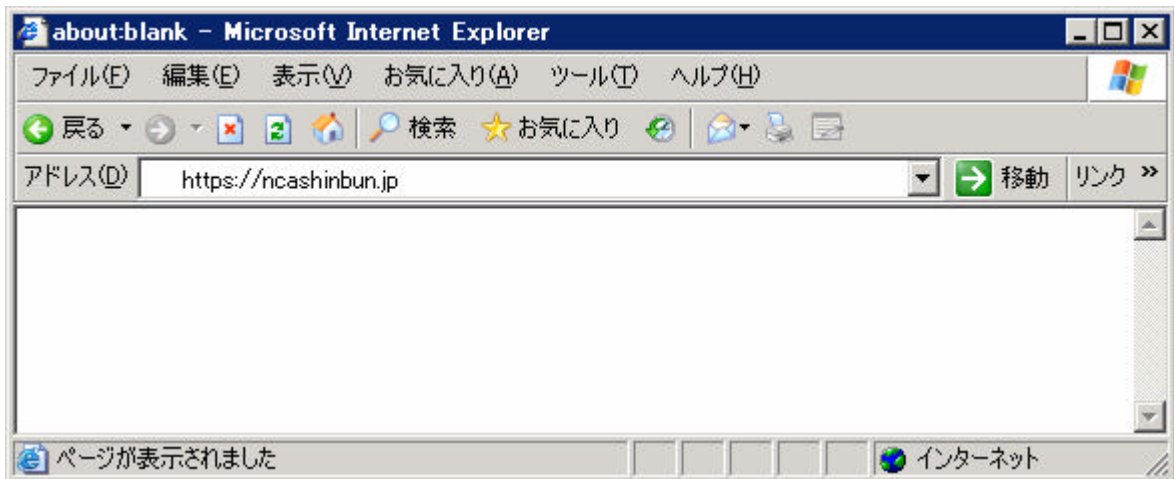 about:blank - Microsoft Internet Explorer
ファイル(F) 編集(E) 表示(V) お気に入り(A) ツール(T) ヘルプ(H)
戻る 検索 お気に入り
アドレス(D) https://ncashinbun.jp 移動 リンク »
ページが表示されました インターネット